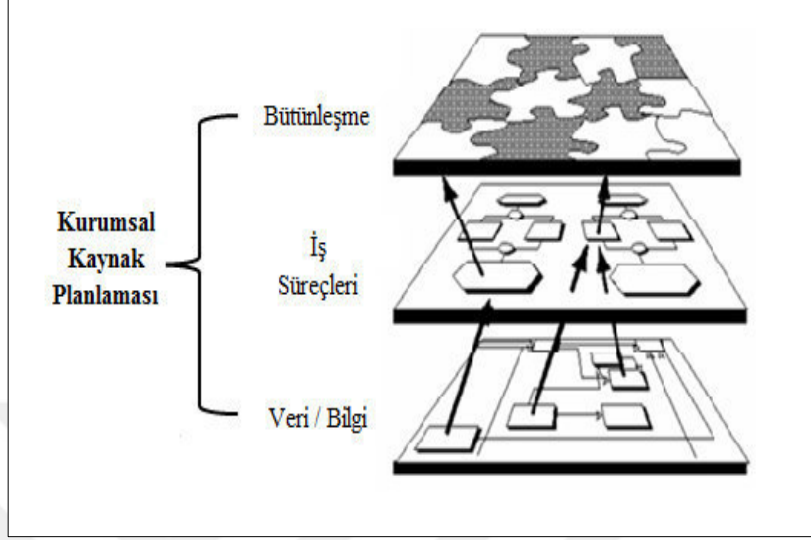 Bütünleşme
Kurumsal
Kaynak
Planlaması
İş
Süreçleri
Veri / Bilgi